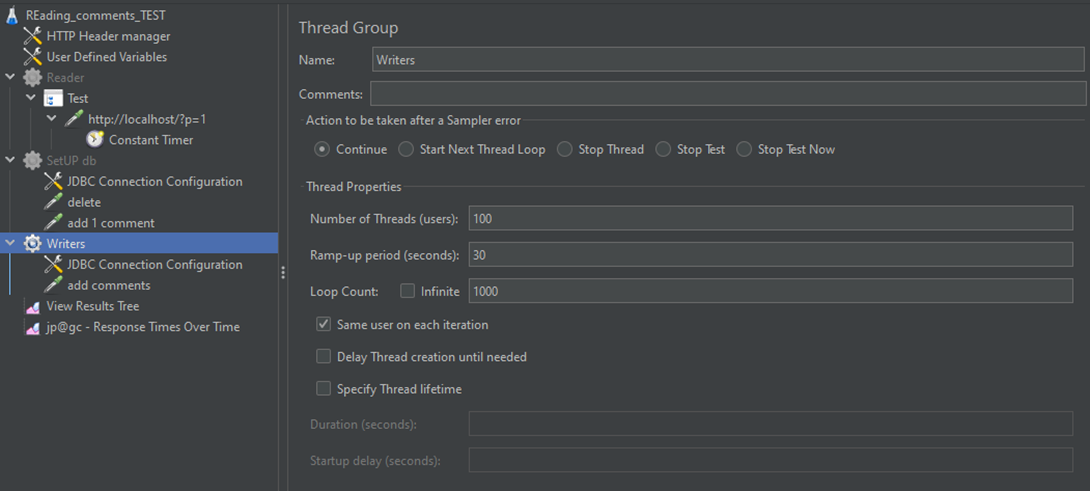 REading_comments_TEST
HTTP Header manager
User Defined Variables
Reader
Test
http://localhost/?p=1
Constant Timer
SetUP db
JDBC Connection Configuration
delete
add 1 comment
Writers
JDBC Connection Configuration
add comments
View Results Tree
jp@gc - Response Times Over Time
Thread Group
Name: Writers
Comments:
Action to be taken after a Sampler error
Continue Start Next Thread Loop Stop Thread Stop Test Stop Test Now
Thread Properties
Number of Threads (users): 100
Ramp-up period (seconds): 30
Loop Count: Infinite 1000
Same user on each iteration
Delay Thread creation until needed
Specify Thread lifetime
Duration (seconds):
Startup delay (seconds):